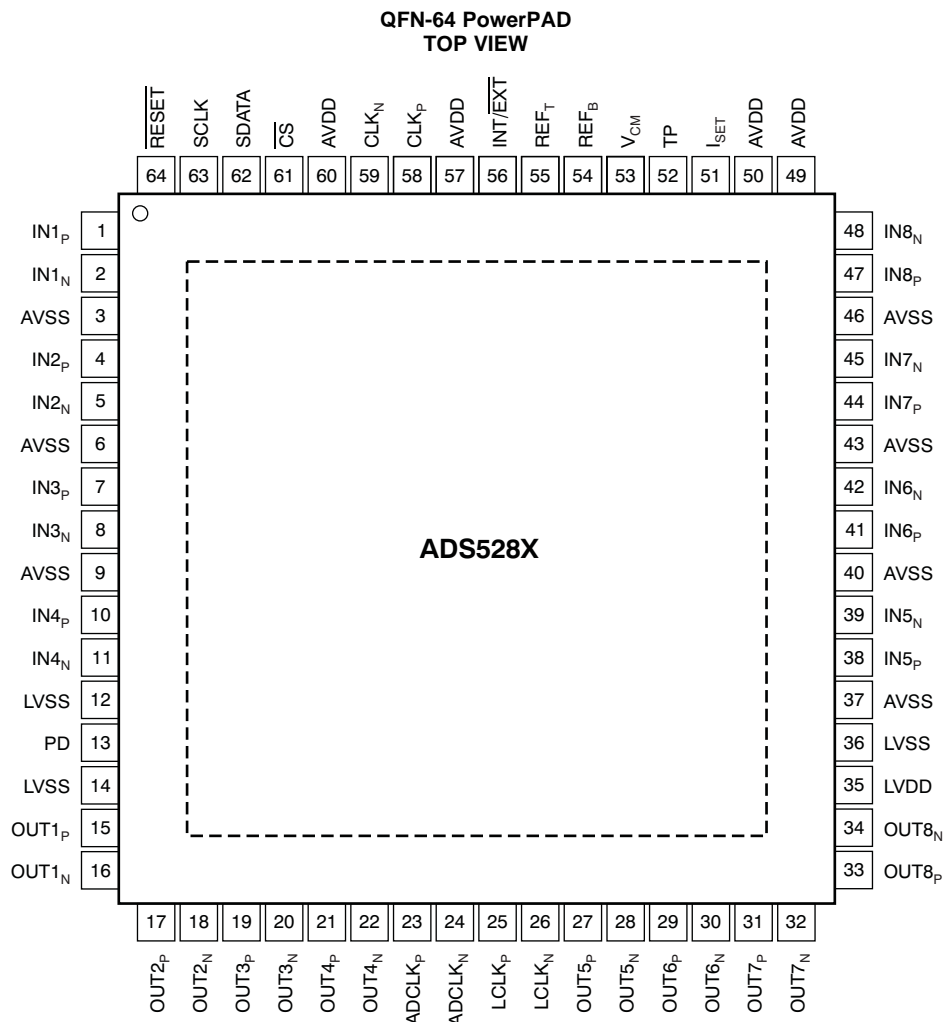 QFN-64 PowerPAD
TOP VIEW
RESET
SCLK
SDATA
CS
AVDD
CLKN
CLKP
AVDD
INT/EXT
REFT
REFB
VCM
TP
ISET
AVDD
AVDD
64 63 62 61 60 59 58 57 56 55 54 53 52 51 50 49
IN1P 1 48 IN8N
IN1N 2 47 IN8P
AVSS 3 46 AVSS
IN2P 4 45 IN7N
IN2N 5 44 IN7P
AVSS 6 43 AVSS
IN3P 7 42 IN6N
IN3N 8 41 IN6P
ADS528X
AVSS 9 40 AVSS
IN4P 10 39 IN5N
IN4N 11 38 IN5P
LVSS 12 37 AVSS
PD 13 36 LVSS
LVSS 14 35 LVDD
OUT1P 15 34 OUT8N
OUT1N 16 33 OUT8P
17 18 19 20 21 22 23 24 25 26 27 28 29 30 31 32
OUT2P
OUT2N
OUT3P
OUT3N
OUT4P
OUT4N
ADCLKP
ADCLKN
LCLKP
LCLKN
OUT5P
OUT5N
OUT6P
OUT6N
OUT7P
OUT7N